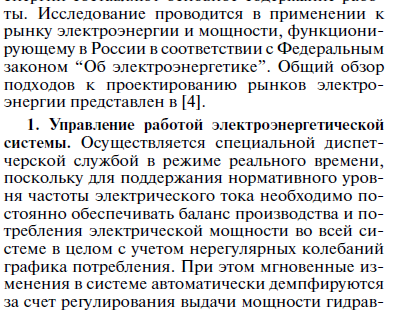 ты. Исследование проводится в применении к
рынку электроэнергии и мощности, функциони-
рующему в России в соответствии с Федеральным
законом “Об электроэнергетике”. Общий обзор
подходов к проектированию рынков электро-
энергии представлен в [4].
1. Управление работой электроэнергетической
системы. Осуществляется специальной диспет-
черской службой в режиме реального времени,
поскольку для поддержания нормативного уров-
ня частоты электрического тока необходимо по-
стоянно обеспечивать баланс производства и по-
требления электрической мощности во всей си-
стеме в целом с учетом нерегулярных колебаний
графика потребления. При этом мгновенные из-
менения в системе автоматически демпфируются
за счет регулирования выдачи мощности гидрав-